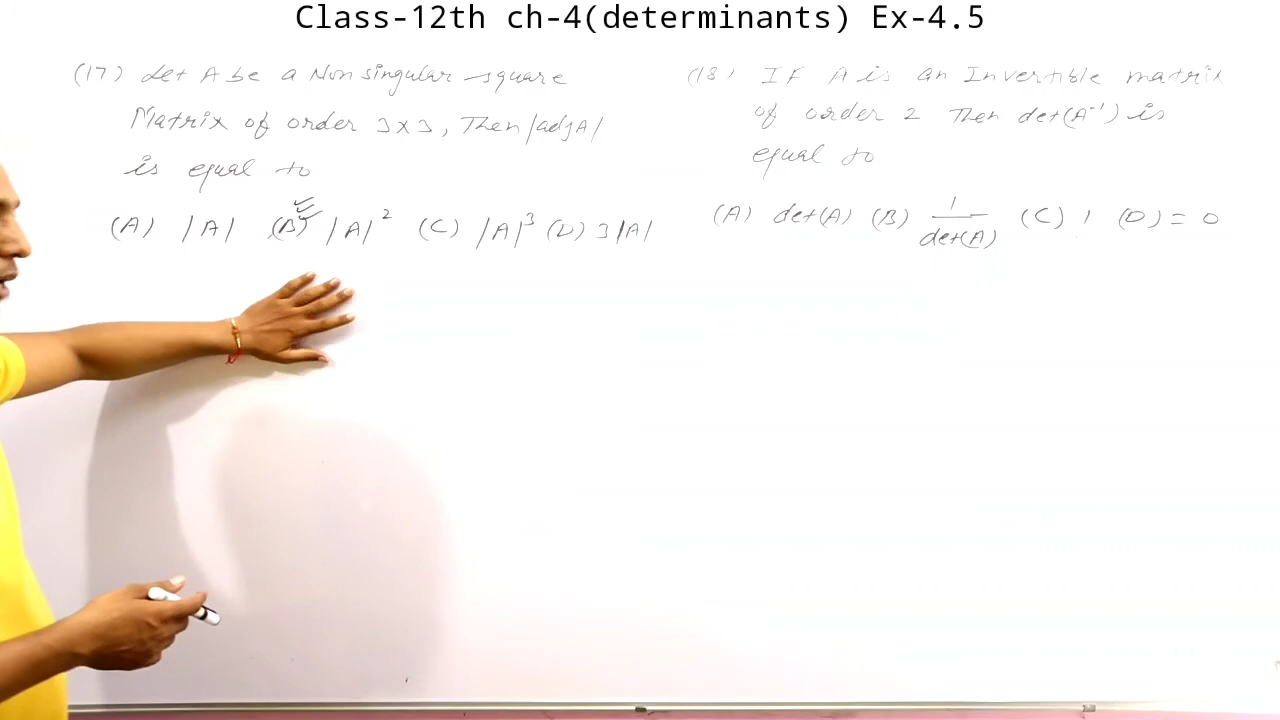 Class-12th ch-4(determinants) Ex-4.5
(17) Let A be a Non singular square
Matrix of order 3x3, Then |adjA|
is equal to
(A) |A| (B) |A|² (C) |A|³ (D) 3|A|
(18) IF A is an Invertible matrix
of order 2 Then det(A⁻¹) is
equal to
(A) det(A) (B) 1/det(A) (C) 1 (D) = 0